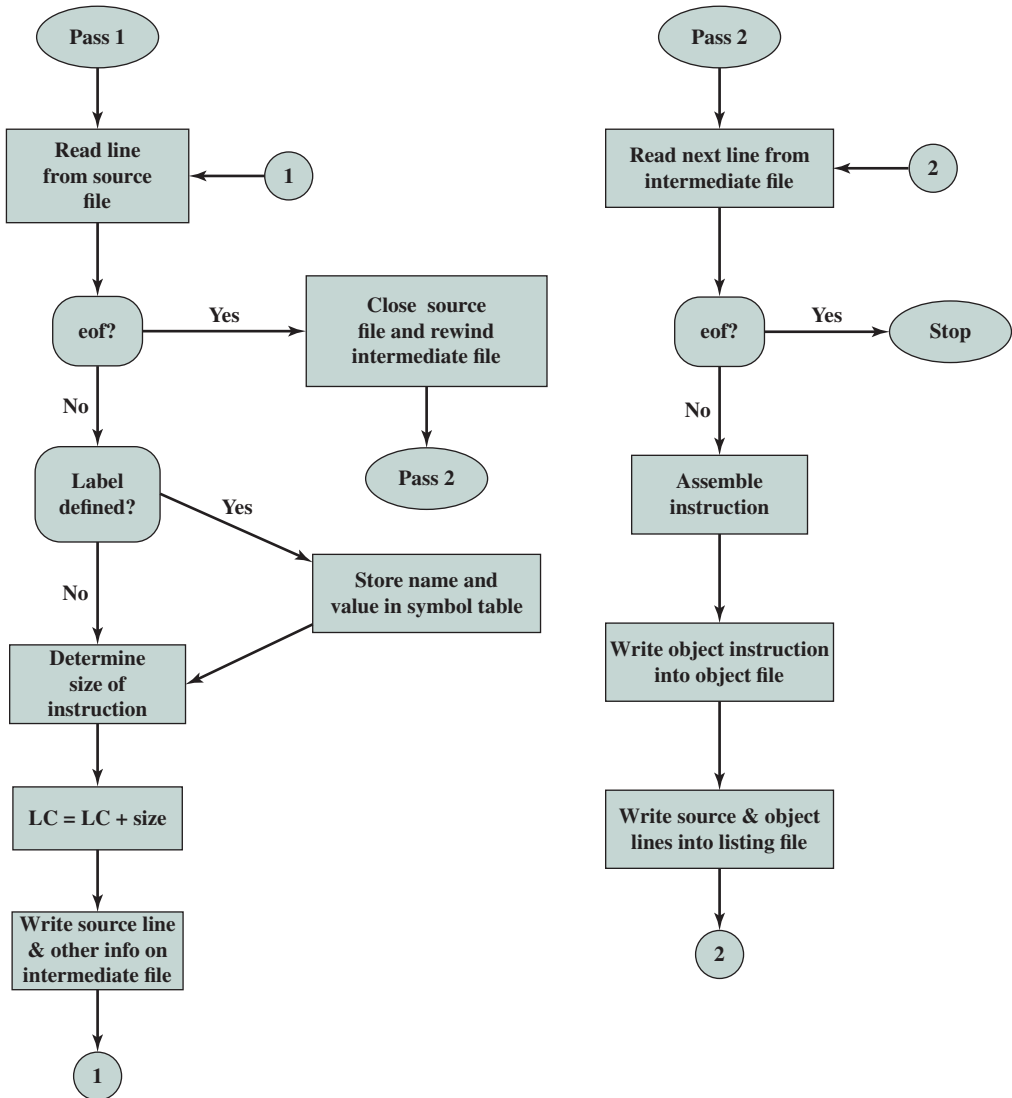 Pass 1
Read line
from source
file
1
eof?
Yes
Close source
file and rewind
intermediate file
No
Pass 2
Label
defined?
Yes
Store name and
value in symbol table
No
Determine
size of
instruction
LC = LC + size
Write source line
& other info on
intermediate file
1
Pass 2
Read next line from
intermediate file
2
eof?
Yes
Stop
No
Assemble
instruction
Write object instruction
into object file
Write source & object
lines into listing file
2